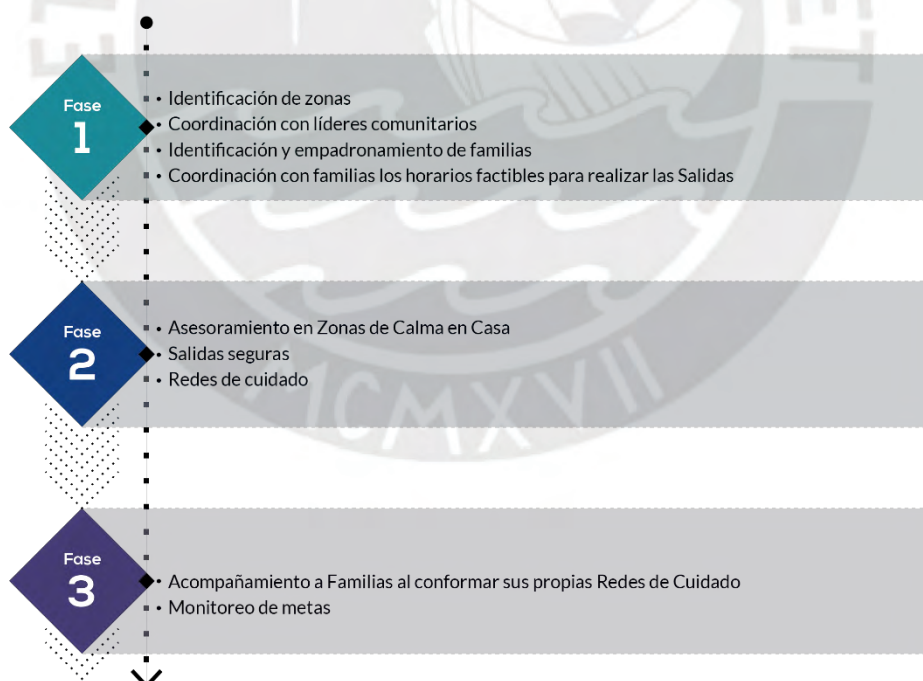 Fase
1
• Identificación de zonas
• Coordinación con líderes comunitarios
• Identificación y empadronamiento de familias
• Coordinación con familias los horarios factibles para realizar las Salidas
Fase
2
• Asesoramiento en Zonas de Calma en Casa
• Salidas seguras
• Redes de cuidado
MCMXVII
Fase
3
• Acompañamiento a Familias al conformar sus propias Redes de Cuidado
• Monitoreo de metas